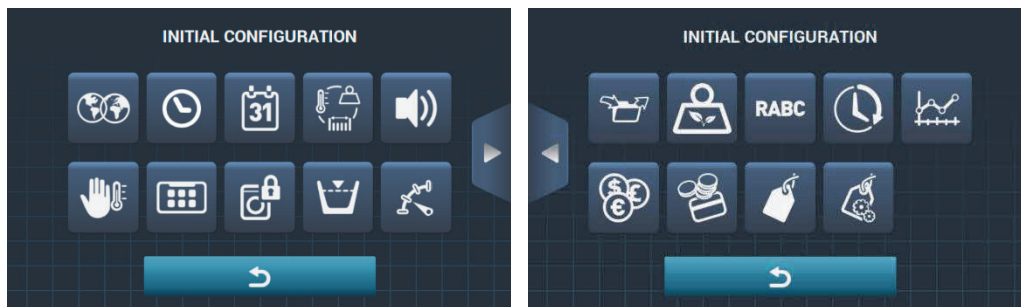 INITIAL CONFIGURATION
31
INITIAL CONFIGURATION
RABC
$
£
€